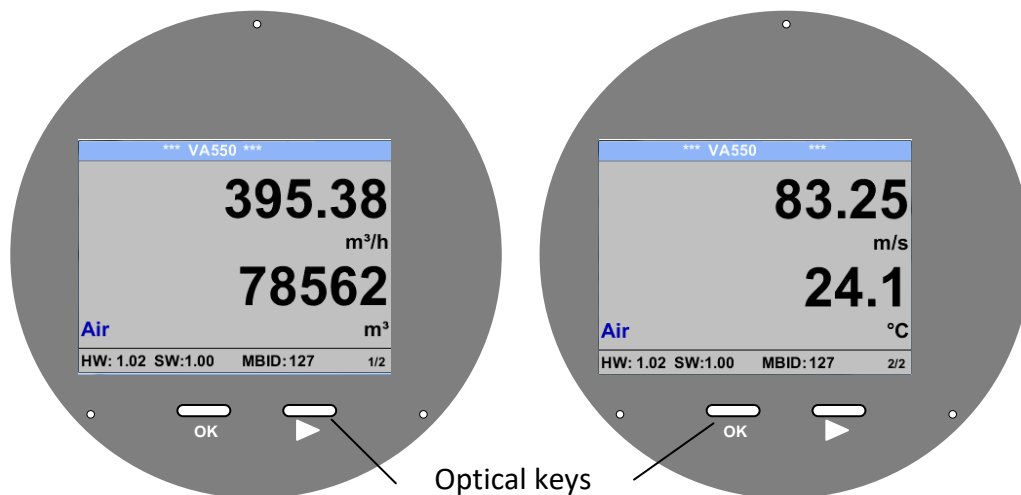 *** VA550 ***
395.38
m³/h
78562
Air m³
HW: 1.02 SW:1.00 MBID:127 1/2
OK
*** VA550 ***
83.25
m/s
24.1
Air °C
HW: 1.02 SW:1.00 MBID:127 2/2
OK
Optical keys